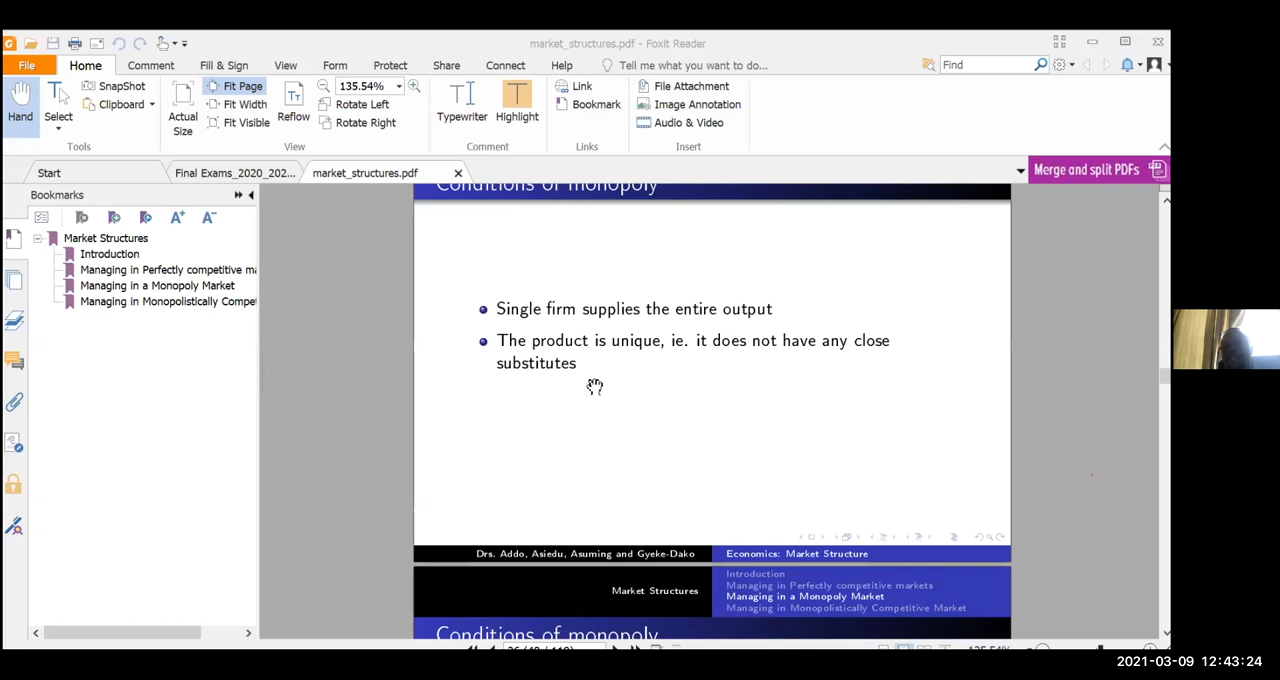 market_structures.pdf - Foxit Reader
File Home Comment Fill & Sign View Form Protect Share Connect Help Tell me what you want to do... Find
Hand
Select
SnapShot
Clipboard
Actual Size
Fit Page
Fit Width
Fit Visible
Reflow
135.54%
Rotate Left
Rotate Right
Typewriter
Highlight
Link
Bookmark
File Attachment
Image Annotation
Audio & Video
Tools View Comment Links Insert
Start Final Exams_2020_202... market_structures.pdf Merge and split PDFs
Bookmarks
Market Structures
Introduction
Managing in Perfectly competitive ma
Managing in a Monopoly Market
Managing in Monopolistically Compet
Conditions of monopoly
Single firm supplies the entire output
The product is unique, ie. it does not have any close
substitutes
Drs. Addo, Asiedu, Asuming and Gyeke-Dako Economics: Market Structure
Market Structures
Introduction
Managing in Perfectly competitive markets
Managing in a Monopoly Market
Managing in Monopolistically Competitive Market
Conditions of monopoly
135.54%
2021-03-09 12:43:24